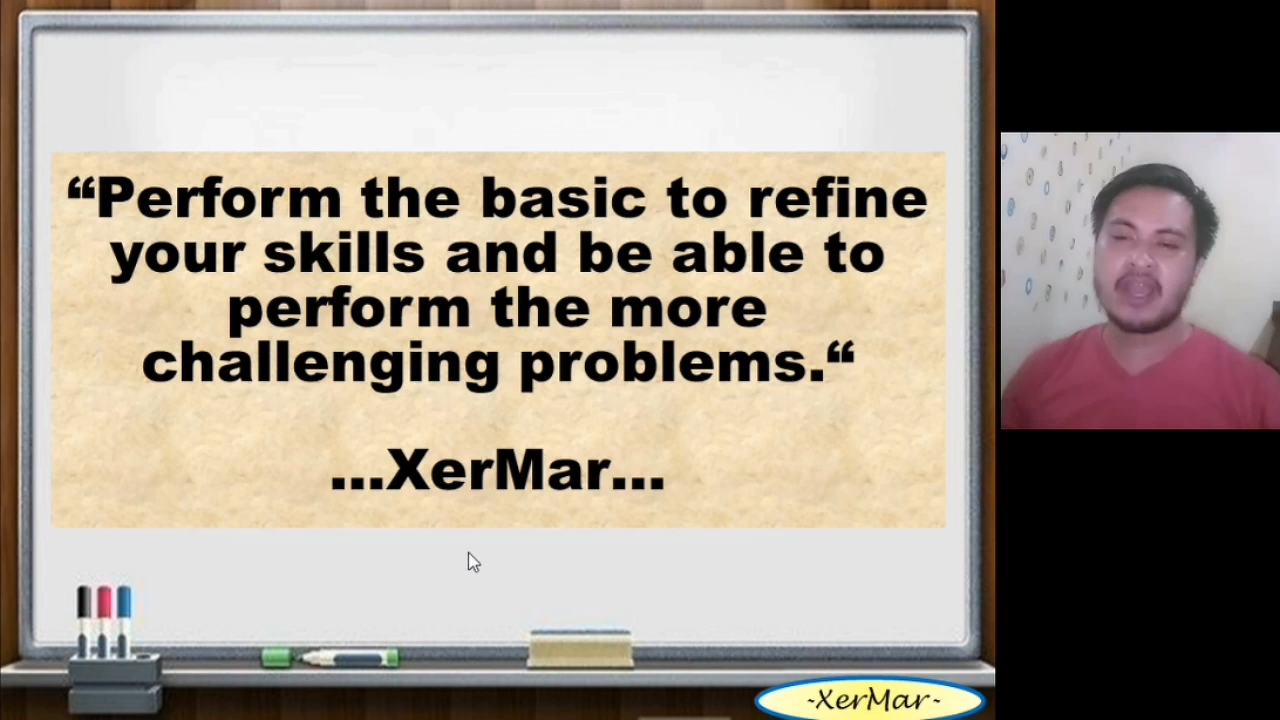 “Perform the basic to refine
your skills and be able to
perform the more
challenging problems.“
...XerMar...
-XerMar-